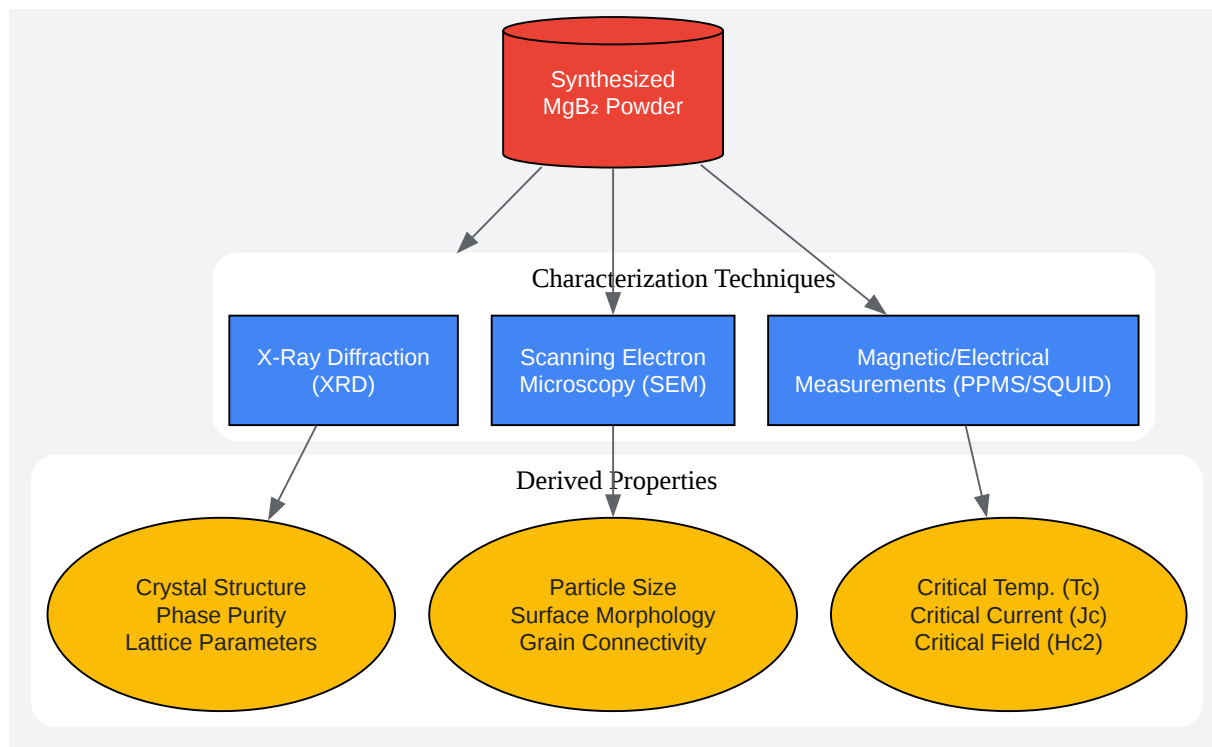 Synthesized
MgB₂ Powder
Characterization Techniques
X-Ray Diffraction
(XRD)
Scanning Electron
Microscopy (SEM)
Magnetic/Electrical
Measurements (PPMS/SQUID)
Derived Properties
Crystal Structure
Phase Purity
Lattice Parameters
Particle Size
Surface Morphology
Grain Connectivity
Critical Temp. (Tc)
Critical Current (Jc)
Critical Field (Hc2)